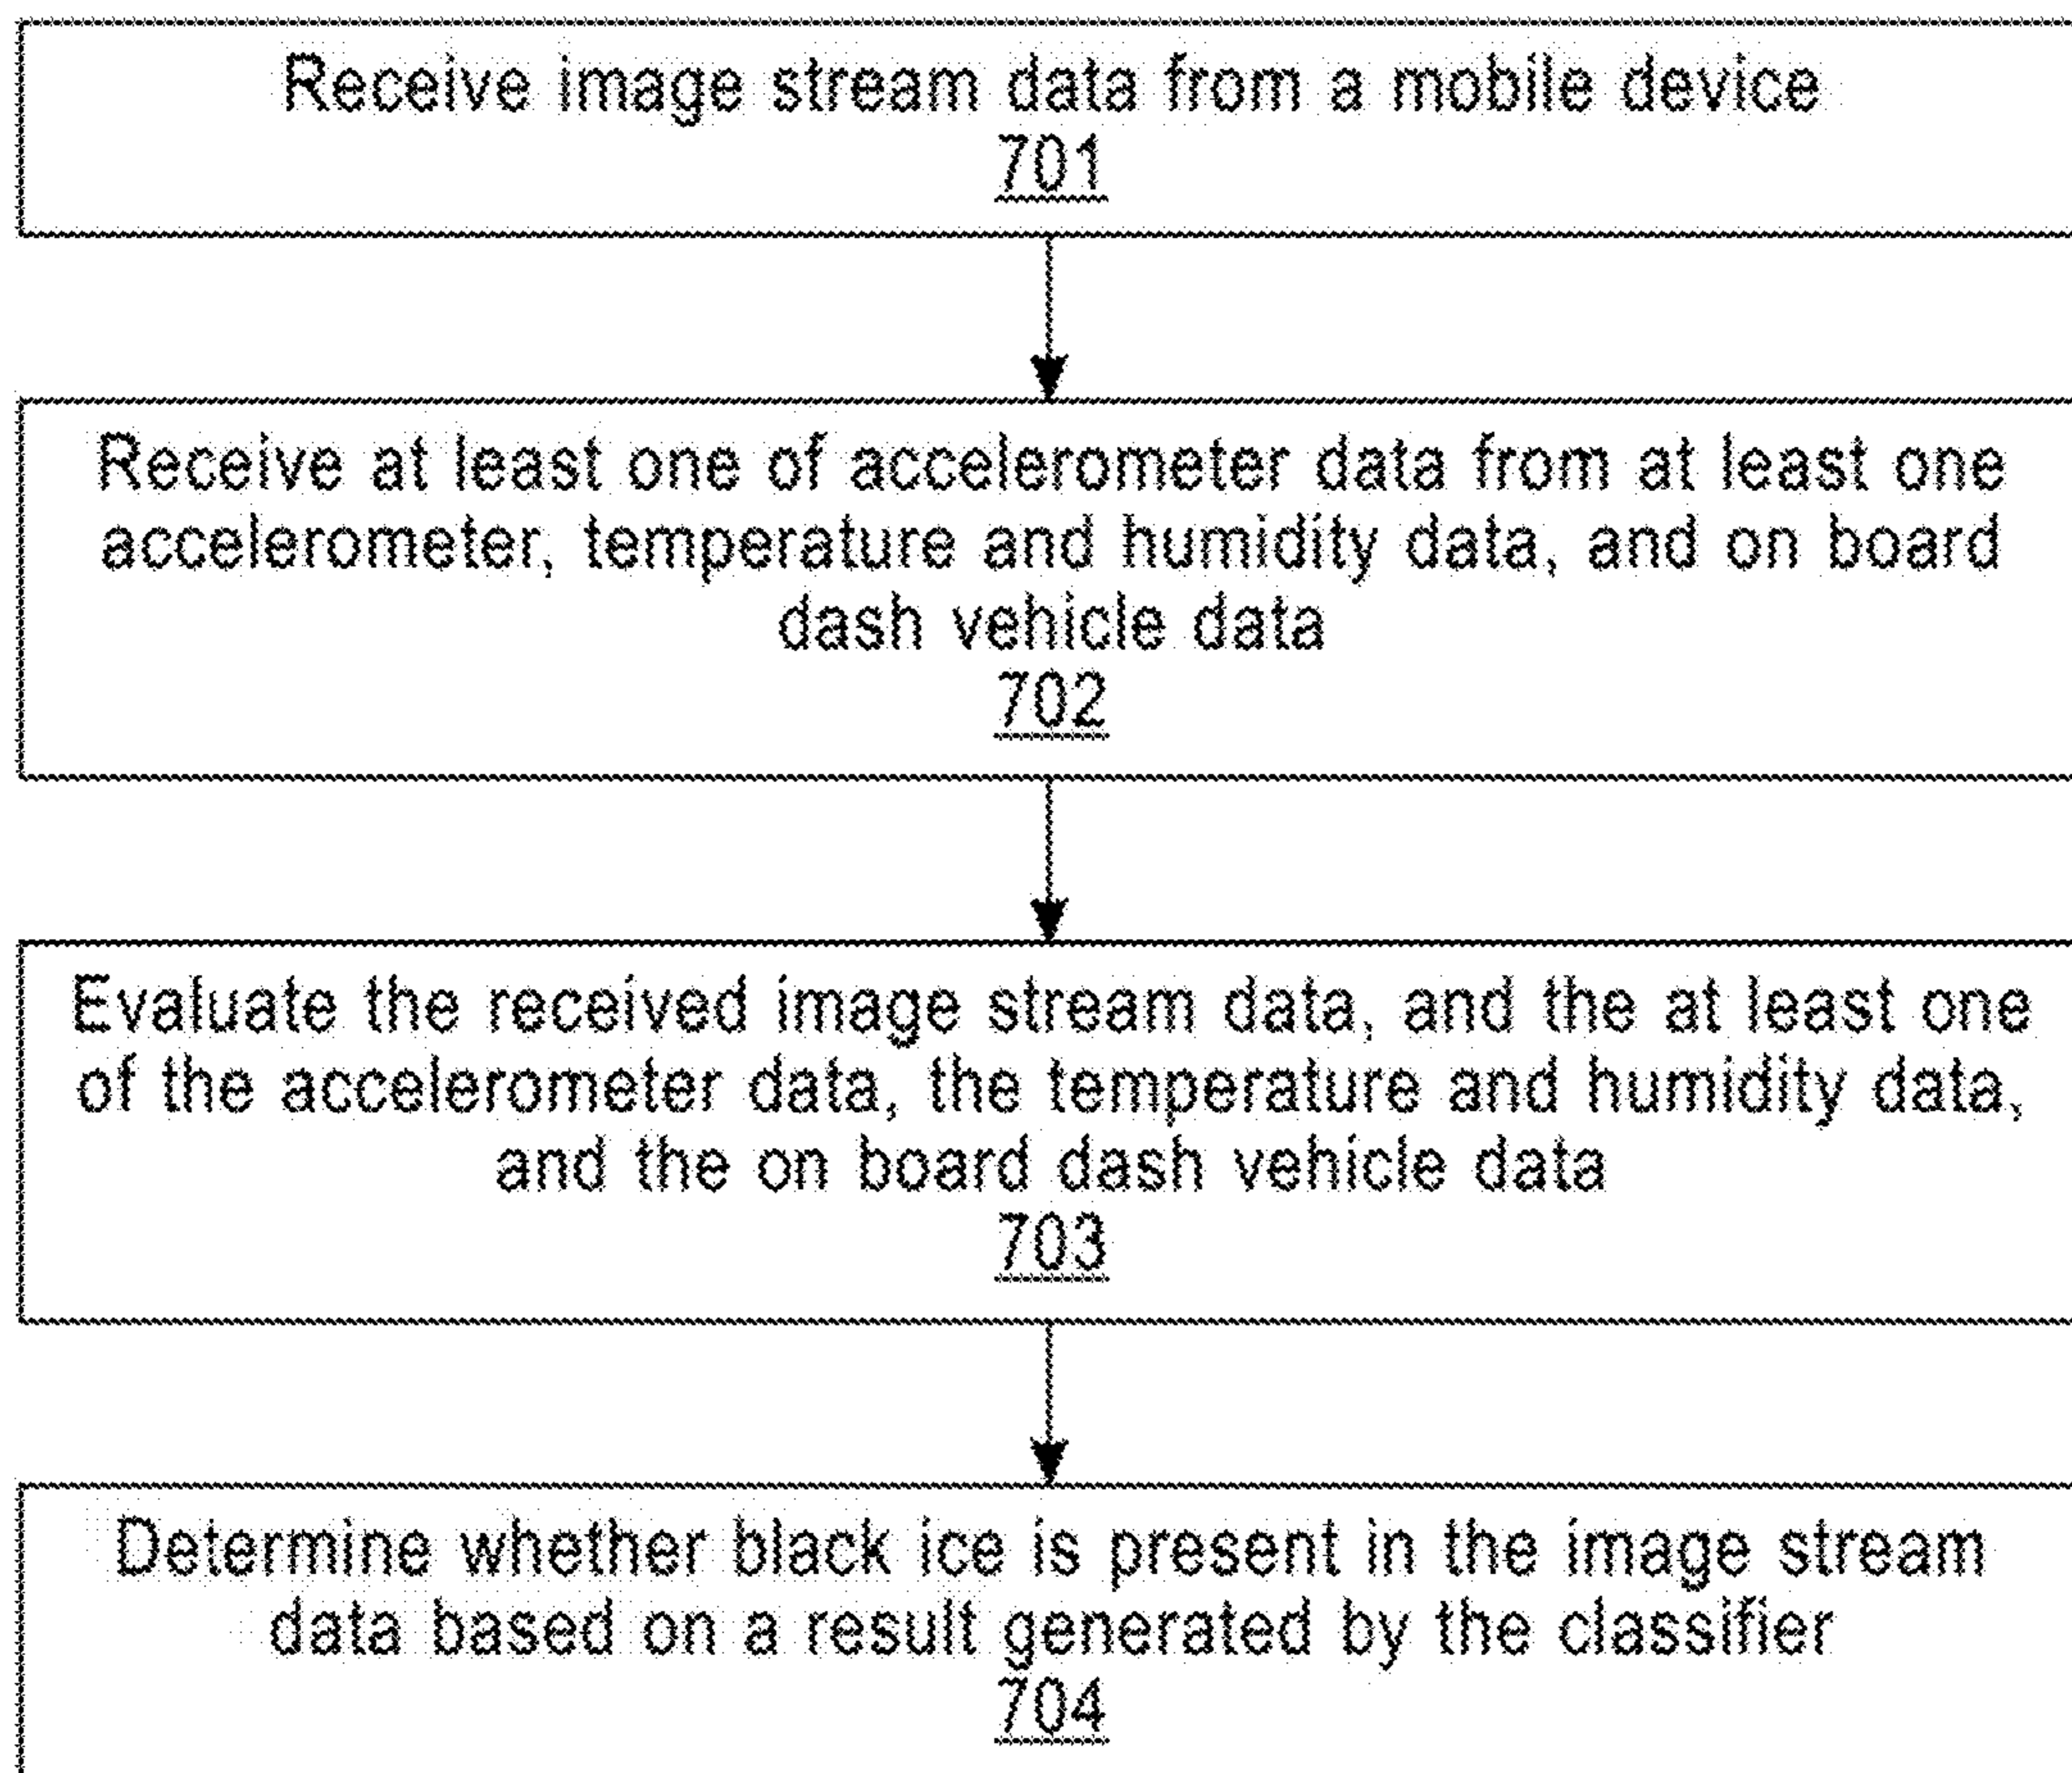 Receive image stream data from a mobile device
701
Receive at least one of accelerometer data from at least one
accelerometer, temperature and humidity data, and on board
dash vehicle data
702
Evaluate the received image stream data, and the at least one
of the accelerometer data, the temperature and humidity data,
and the on board dash vehicle data
703
Determine whether black ice is present in the image stream
data based on a result generated by the classifier
704